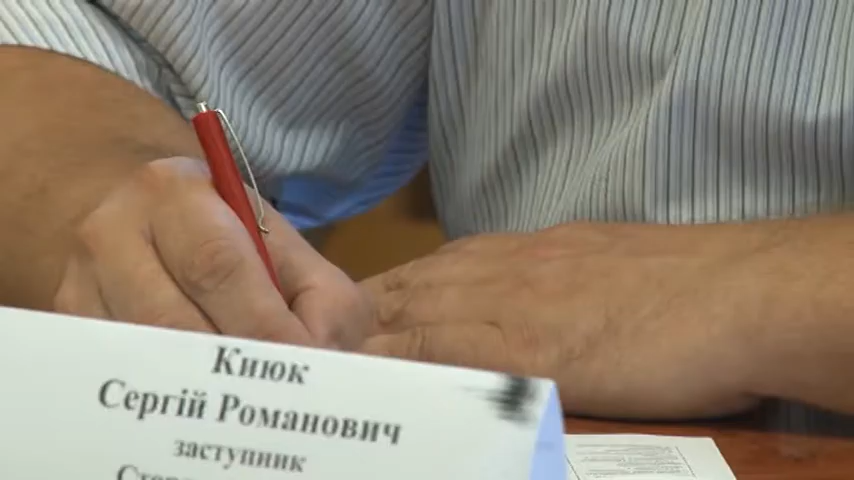 Киюк
Сергій Романович
заступник